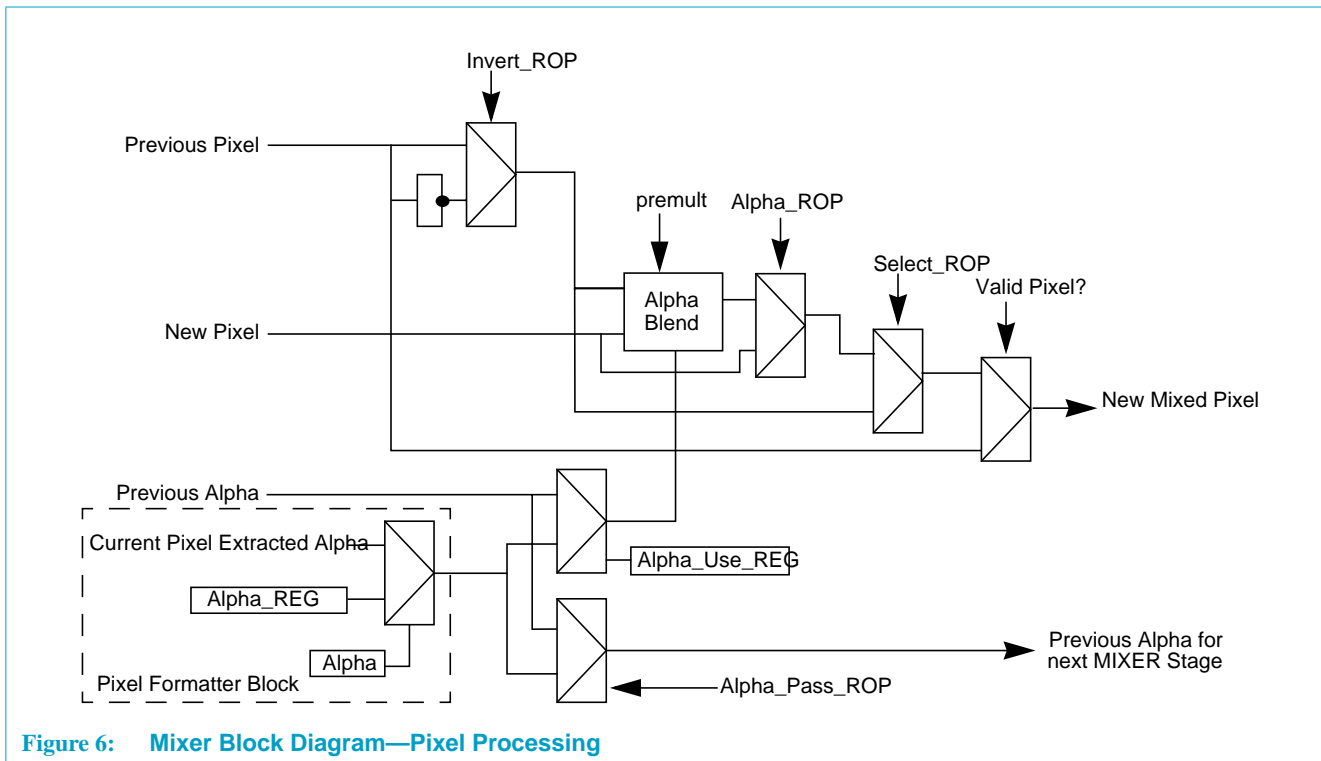 Invert_ROP
Previous Pixel
premult
Alpha_ROP
Select_ROP
Valid Pixel?
New Pixel
Alpha
Blend
New Mixed Pixel
Previous Alpha
Current Pixel Extracted Alpha
Alpha_Use_REG
Alpha_REG
Alpha
Pixel Formatter Block
Previous Alpha for
next MIXER Stage
Alpha_Pass_ROP
Figure 6: Mixer Block Diagram—Pixel Processing